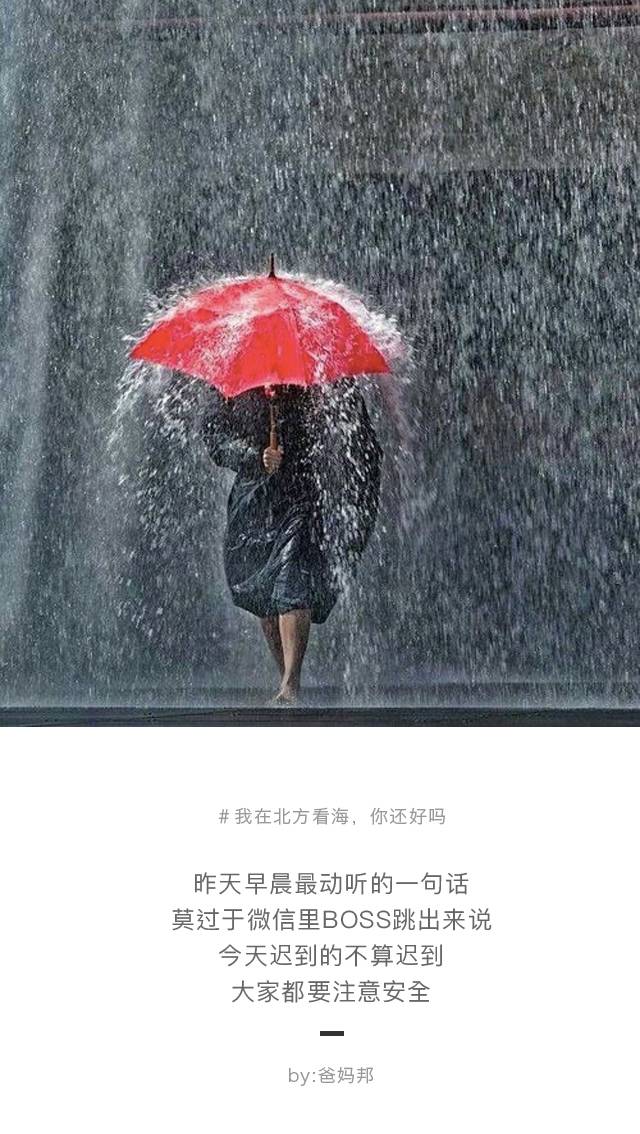 #我在北方看海，你还好吗
昨天早晨最动听的一句话
莫过于微信里BOSS跳出来说
今天迟到的不算迟到
大家都要注意安全
by:爸妈邦